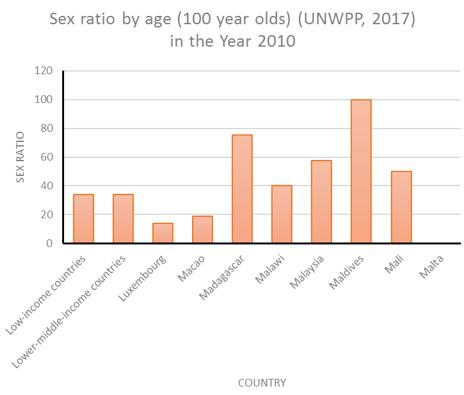 Sex ratio by age (100 year olds) (UNWPP, 2017)
in the Year 2010
120
100
80
60
40
20
0
SEX RATIO
Low-income countries
Lower-middle-income countries
Luxembourg
Macao
Madagascar
Malawi
Malaysia
Maldives
Mali
Malta
COUNTRY